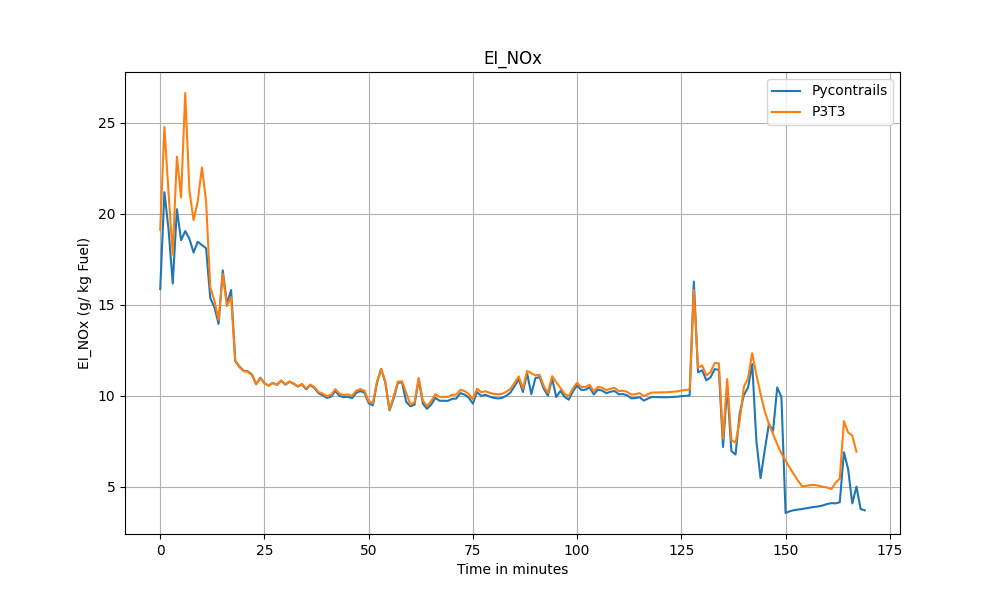 EI_NOx
Pycontrails
P3T3
EI_NOx (g/ kg Fuel)
25
20
15
10
5
0 25 50 75 100 125 150 175
Time in minutes